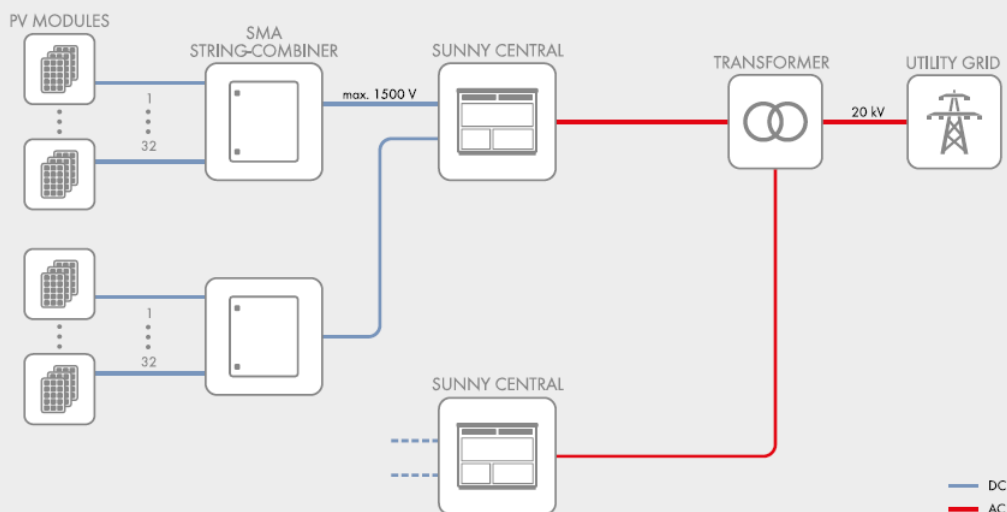 PV MODULES
SMA
STRING-COMBINER
SUNNY CENTRAL
TRANSFORMER
UTILITY GRID
1
32
max. 1500 V
20 kV
1
32
SUNNY CENTRAL
DC
AC